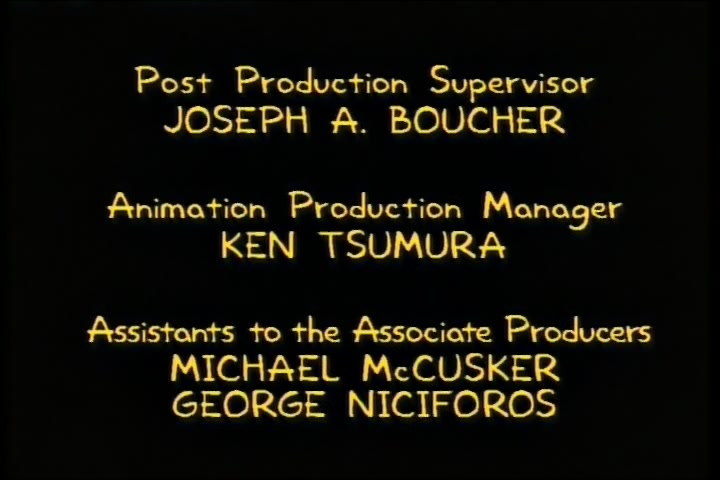 Post Production Supervisor
JOSEPH A. BOUCHER
Animation Production Manager
KEN TSUMURA
Assistants to the Associate Producers
MICHAEL McCUSKER
GEORGE NICIFOROS